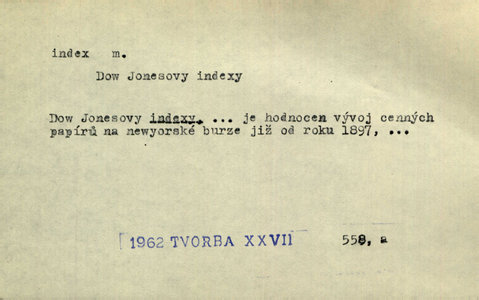 index m.
Dow Jonesovy indexy
Dow Jonesovy indexy, ... je hodnocen vývoj cenných
papírů na newyorské burze již od roku 1897, ...
1962 TVORBA XXVII 558, a